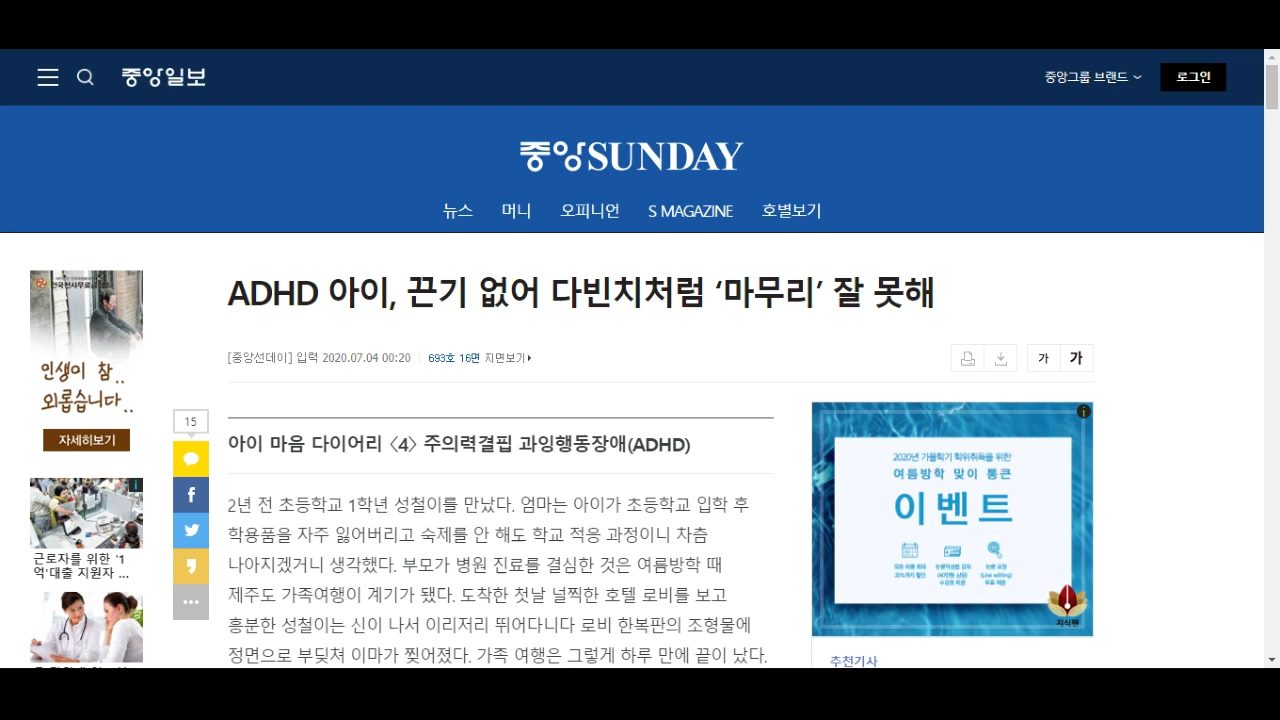 중앙일보
중앙그룹 브랜드
로그인
중앙SUNDAY
뉴스 머니 오피니언 S MAGAZINE 호별보기
ADHD 아이, 끈기 없어 다빈치처럼 ‘마무리’ 잘 못해
[중앙선데이] 입력 2020.07.04 00:20 693호 16면 지면보기
가 가
인생이 참..
외롭습니다..
자세히보기
근로자를 위한 '1
억'대출 지원자 ...
15
아이 마음 다이어리 〈4〉 주의력결핍 과잉행동장애(ADHD)
2년 전 초등학교 1학년 성철이를 만났다. 엄마는 아이가 초등학교 입학 후
학용품을 자주 잃어버리고 숙제를 안 해도 학교 적응 과정이니 차츰
나아지겠거니 생각했다. 부모가 병원 진료를 결심한 것은 여름방학 때
제주도 가족여행이 계기가 됐다. 도착한 첫날 널찍한 호텔 로비를 보고
흥분한 성철이는 신이 나서 이리저리 뛰어다니다 로비 한복판의 조형물에
정면으로 부딪쳐 이마가 찢어졌다. 가족 여행은 그렇게 하루 만에 끝이 났다.
2020년 가을학기 학위취득을 위한
여름방학 맞이 통큰
이벤트
논문 교정
(Line editing)
무료 제공
지식펜
추천기사